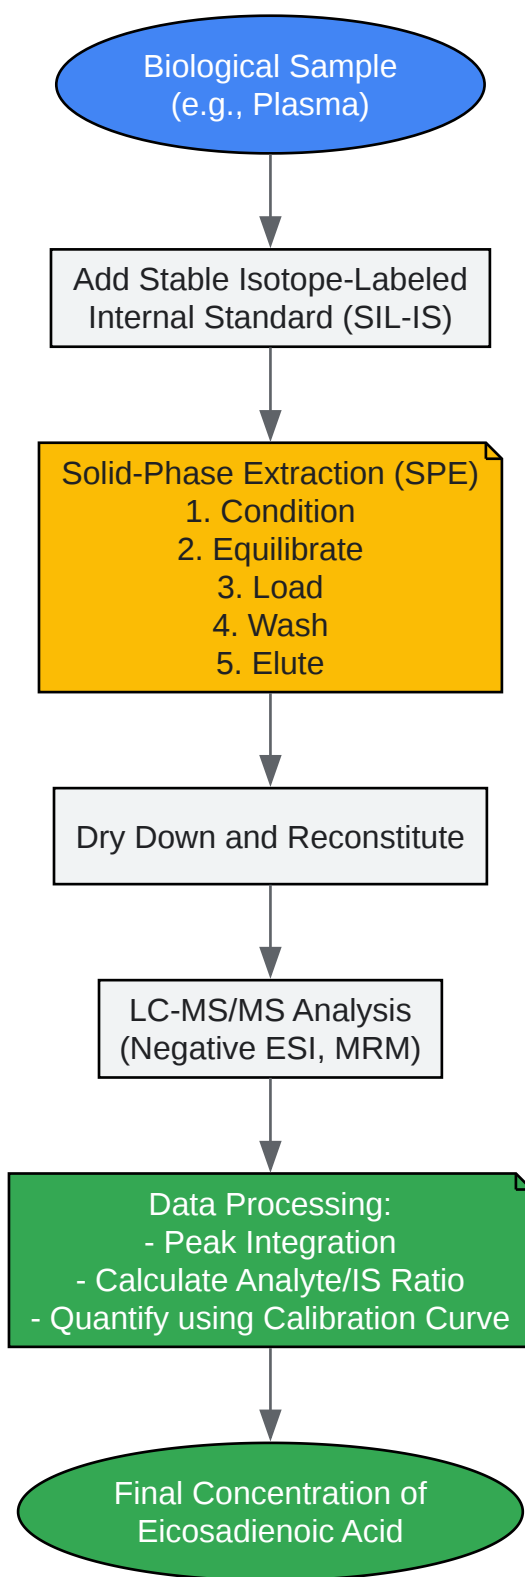 Biological Sample
(e.g., Plasma)
Add Stable Isotope-Labeled
Internal Standard (SIL-IS)
Solid-Phase Extraction (SPE)
1. Condition
2. Equilibrate
3. Load
4. Wash
5. Elute
Dry Down and Reconstitute
LC-MS/MS Analysis
(Negative ESI, MRM)
Data Processing:
- Peak Integration
- Calculate Analyte/IS Ratio
- Quantify using Calibration Curve
Final Concentration of
Eicosadienoic Acid